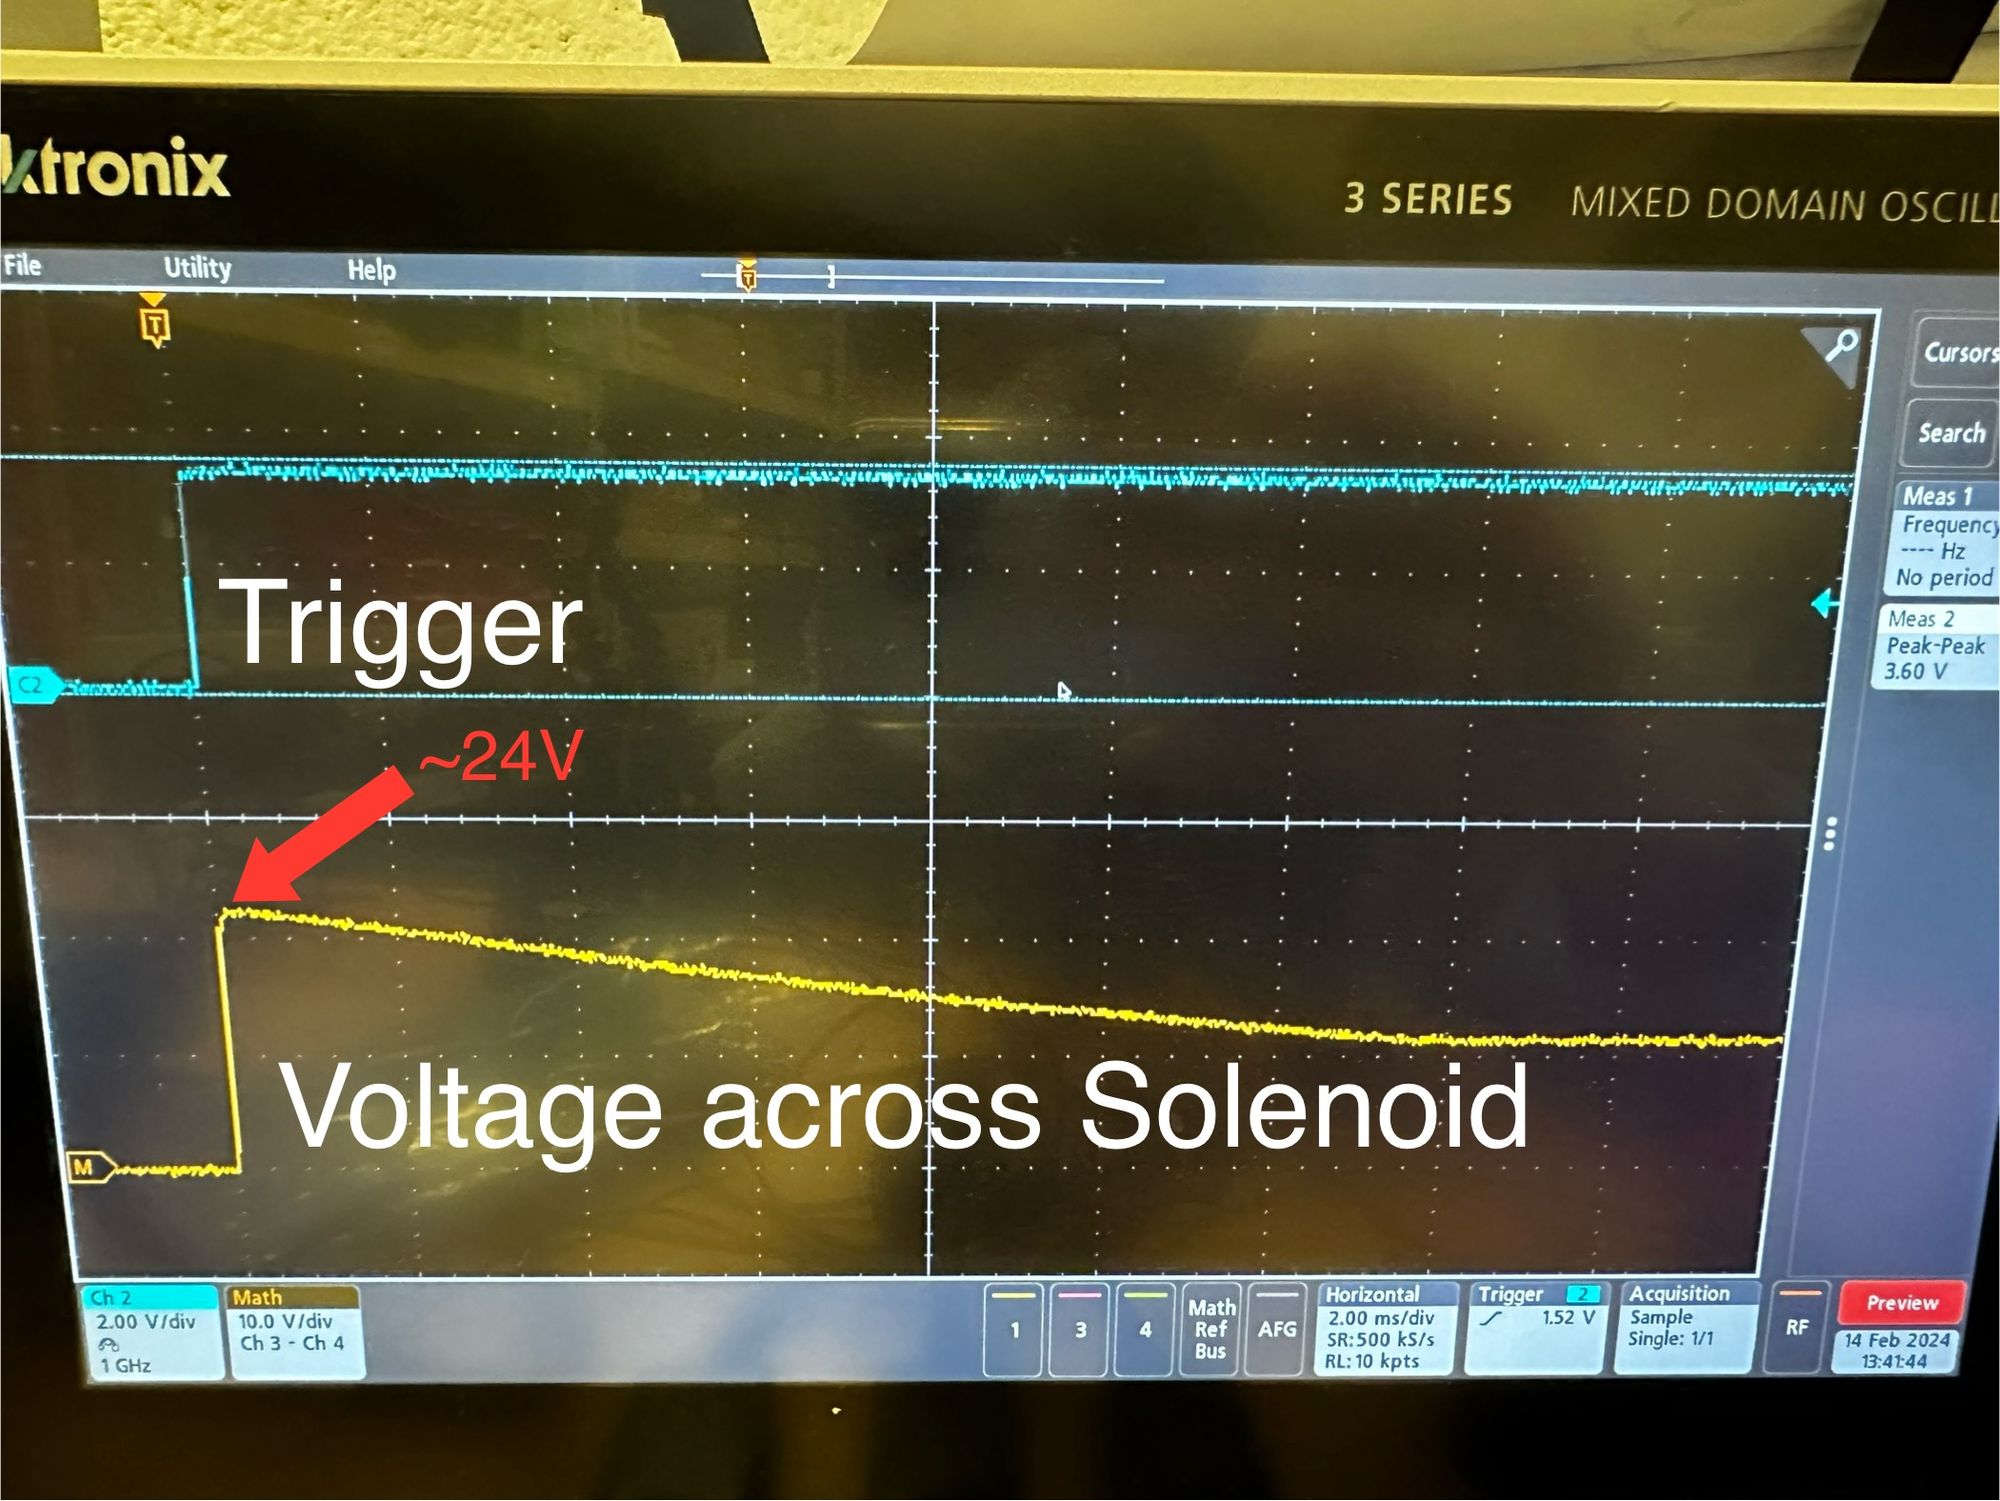 ktronix
3 SERIES MIXED DOMAIN OSCILL
File Utility Help
T
T
Cursors
Search
Meas 1
Frequency
---- Hz
No period
Meas 2
Peak-Peak
3.60 V
C2
Trigger
~24V
Voltage across Solenoid
M
Ch 2
2.00 V/div
1 GHz
Math
10.0 V/div
Ch 3 - Ch 4
1
3
4
Math
Ref
Bus
AFG
Horizontal
2.00 ms/div
SR:500 kS/s
RL:10 kpts
Trigger 2
1.52 V
Acquisition
Sample
Single: 1/1
RF
Preview
14 Feb 2024
13:41:44